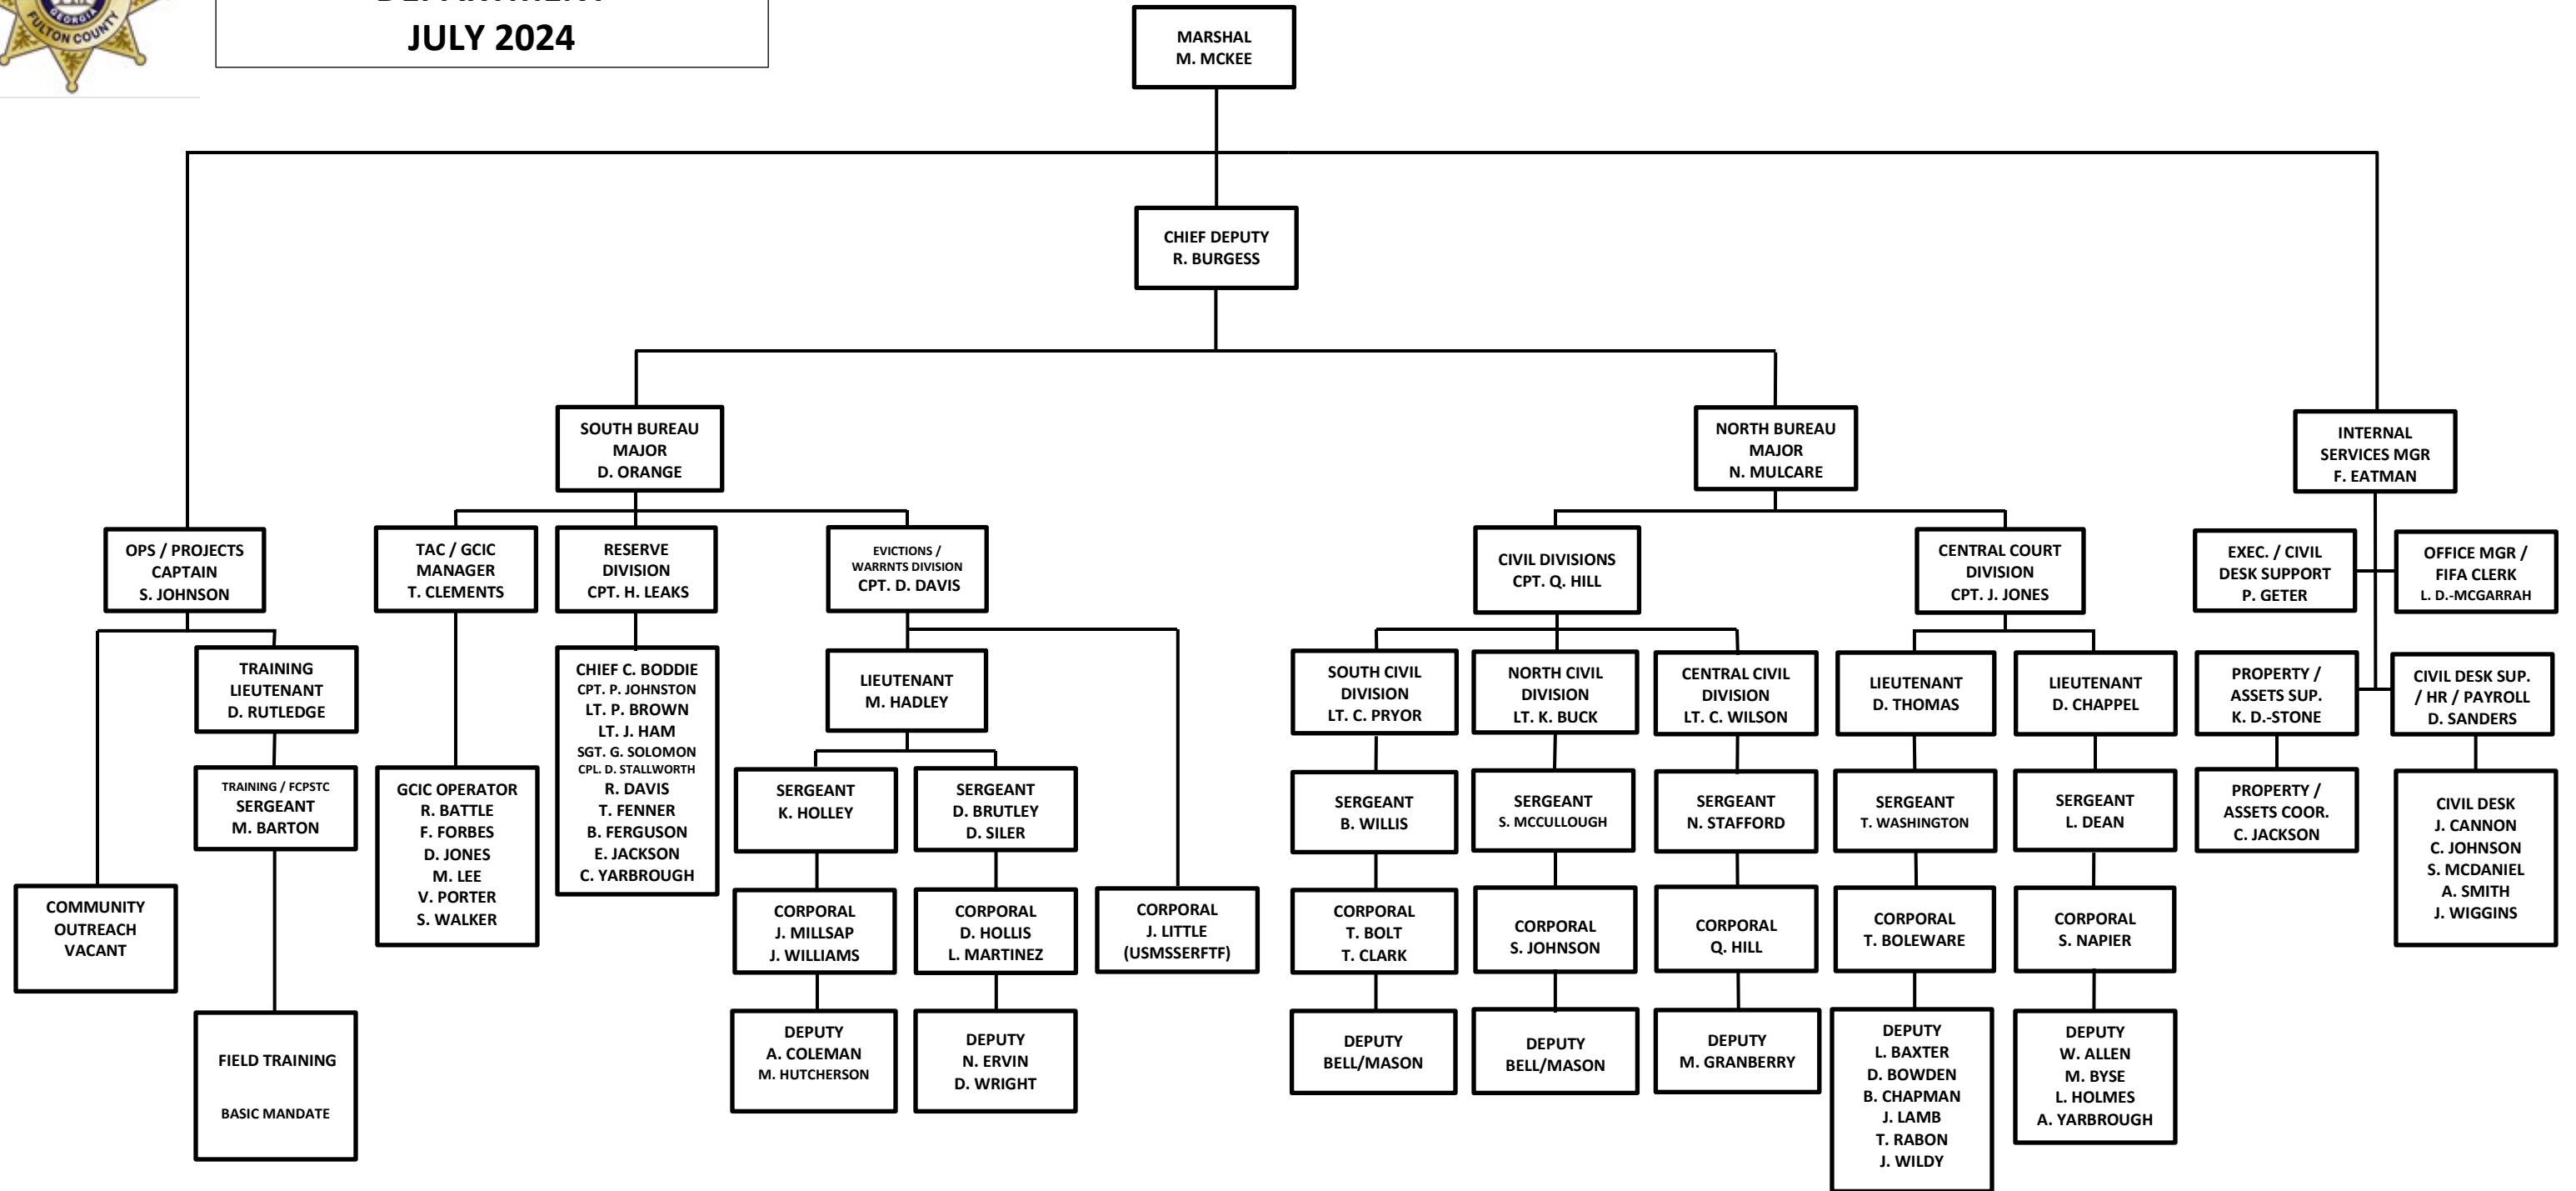 GEORGIA
FULTON COUNTY
JULY 2024
MARSHAL
M. MCKEE
CHIEF DEPUTY
R. BURGESS
SOUTH BUREAU
MAJOR
D. ORANGE
NORTH BUREAU
MAJOR
N. MULCARE
INTERNAL
SERVICES MGR
F. EATMAN
OPS / PROJECTS
CAPTAIN
S. JOHNSON
TAC / GCIC
MANAGER
T. CLEMENTS
RESERVE
DIVISION
CPT. H. LEAKS
EVICTIONS /
WARRNTS DIVISION
CPT. D. DAVIS
CIVIL DIVISIONS
CPT. Q. HILL
CENTRAL COURT
DIVISION
CPT. J. JONES
EXEC. / CIVIL
DESK SUPPORT
P. GETER
OFFICE MGR /
FIFA CLERK
L. D.-MCGARRAH
TRAINING
LIEUTENANT
D. RUTLEDGE
CHIEF C. BODDIE
CPT. P. JOHNSTON
LT. P. BROWN
LT. J. HAM
SGT. G. SOLOMON
CPL. D. STALLWORTH
R. DAVIS
T. FENNER
B. FERGUSON
E. JACKSON
C. YARBROUGH
LIEUTENANT
M. HADLEY
SOUTH CIVIL
DIVISION
LT. C. PRYOR
NORTH CIVIL
DIVISION
LT. K. BUCK
CENTRAL CIVIL
DIVISION
LT. C. WILSON
LIEUTENANT
D. THOMAS
LIEUTENANT
D. CHAPPEL
PROPERTY /
ASSETS SUP.
K. D.-STONE
CIVIL DESK SUP.
/ HR / PAYROLL
D. SANDERS
TRAINING / FCPSTC
SERGEANT
M. BARTON
GCIC OPERATOR
R. BATTLE
F. FORBES
D. JONES
M. LEE
V. PORTER
S. WALKER
SERGEANT
K. HOLLEY
SERGEANT
D. BRUTLEY
D. SILER
SERGEANT
B. WILLIS
SERGEANT
S. MCCULLOUGH
SERGEANT
N. STAFFORD
SERGEANT
T. WASHINGTON
SERGEANT
L. DEAN
PROPERTY /
ASSETS COOR.
C. JACKSON
CIVIL DESK
J. CANNON
C. JOHNSON
S. MCDANIEL
A. SMITH
J. WIGGINS
COMMUNITY
OUTREACH
VACANT
CORPORAL
J. MILLSAP
J. WILLIAMS
CORPORAL
D. HOLLIS
L. MARTINEZ
CORPORAL
J. LITTLE
(USMSSERFTF)
CORPORAL
T. BOLT
T. CLARK
CORPORAL
S. JOHNSON
CORPORAL
Q. HILL
CORPORAL
T. BOLEWARE
CORPORAL
S. NAPIER
FIELD TRAINING
BASIC MANDATE
DEPUTY
A. COLEMAN
M. HUTCHERSON
DEPUTY
N. ERVIN
D. WRIGHT
DEPUTY
BELL/MASON
DEPUTY
BELL/MASON
DEPUTY
M. GRANBERRY
DEPUTY
L. BAXTER
D. BOWDEN
B. CHAPMAN
J. LAMB
T. RABON
J. WILDY
DEPUTY
W. ALLEN
M. BYSE
L. HOLMES
A. YARBROUGH